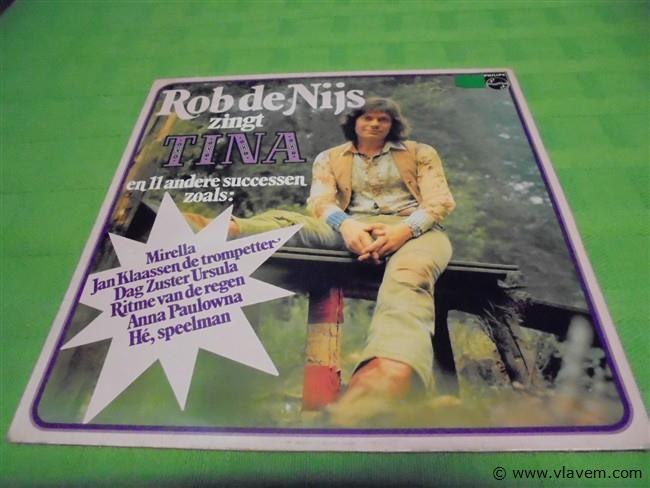 PHILIPS
Rob de Nijs
zingt
TINA
en 11 andere successen
zoals:
Mirella
Jan Klaassen de trompetter
Dag Zuster Ursula
Ritme van de regen
Anna Paulowna
Hé, speelman
© www.vlavem.com